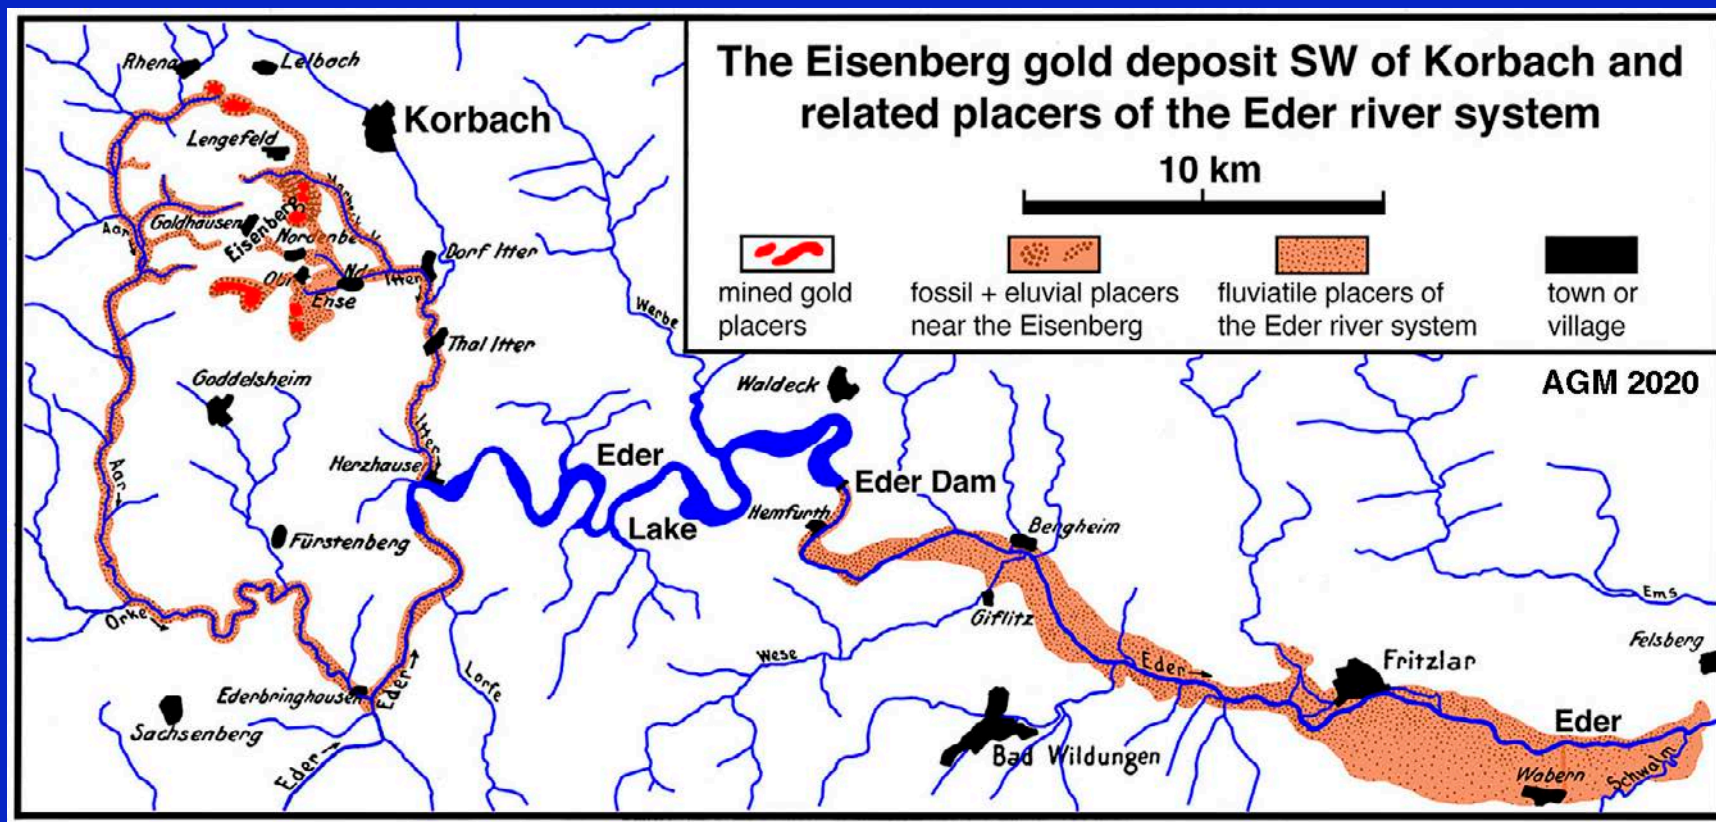 The Eisenberg gold deposit SW of Korbach and
related placers of the Eder river system
10 km
mined gold
placers
fossil + eluvial placers
near the Eisenberg
fluviatile placers of
the Eder river system
town or
village
AGM 2020
Rhena
Lelbach
Korbach
Lengefeld
Goldhausen
Eisenberg
Aar
Dorf Itter
Itter
Ense
Thal Itter
Werbe
Goddelsheim
Waldeck
Itter
Herzhause
Eder
Lake
Eder Dam
Aar
Hemfurth
Bergheim
Fürstenberg
Orke
Giflitz
Ems
Felsberg
Wese
Eder
Fritzlar
Lorfe
Ederbringhausen
Eder
Sachsenberg
Eder
Bad Wildungen
Eder
Wabern
Schwalm